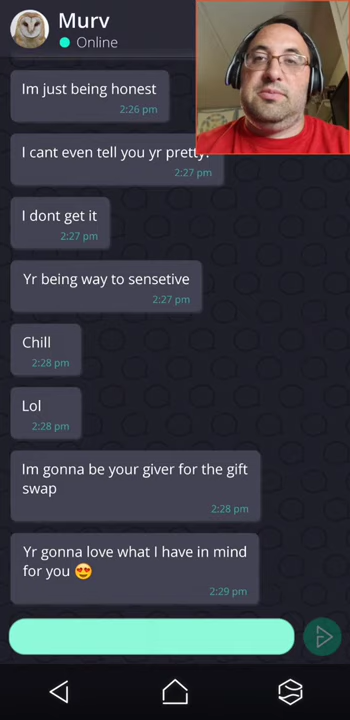 Murv
Online
Im just being honest
2:26 pm
I cant even tell you yr pretty?
2:27 pm
I dont get it
2:27 pm
Yr being way to sensetive
2:27 pm
Chill
2:28 pm
Lol
2:28 pm
Im gonna be your giver for the gift
swap
2:28 pm
Yr gonna love what I have in mind
for you 😍
2:29 pm